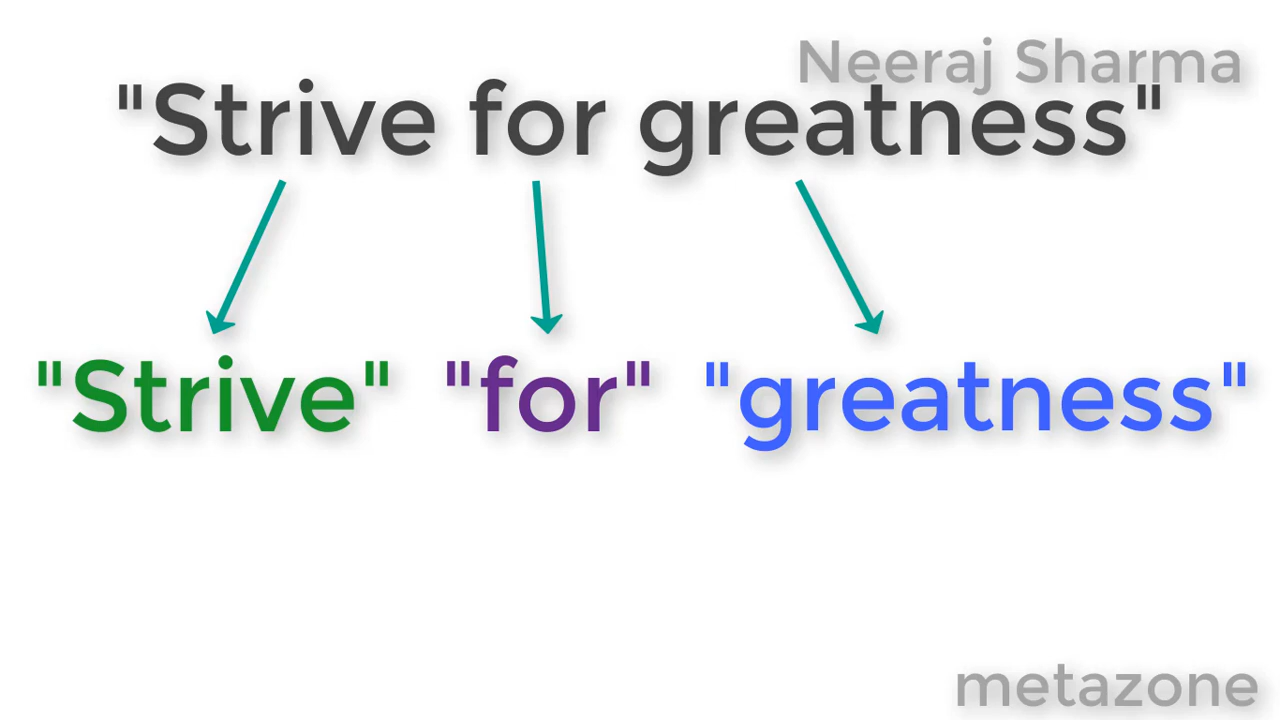 Neeraj Sharma
"Strive for greatness"
"Strive" "for" "greatness"
metazone